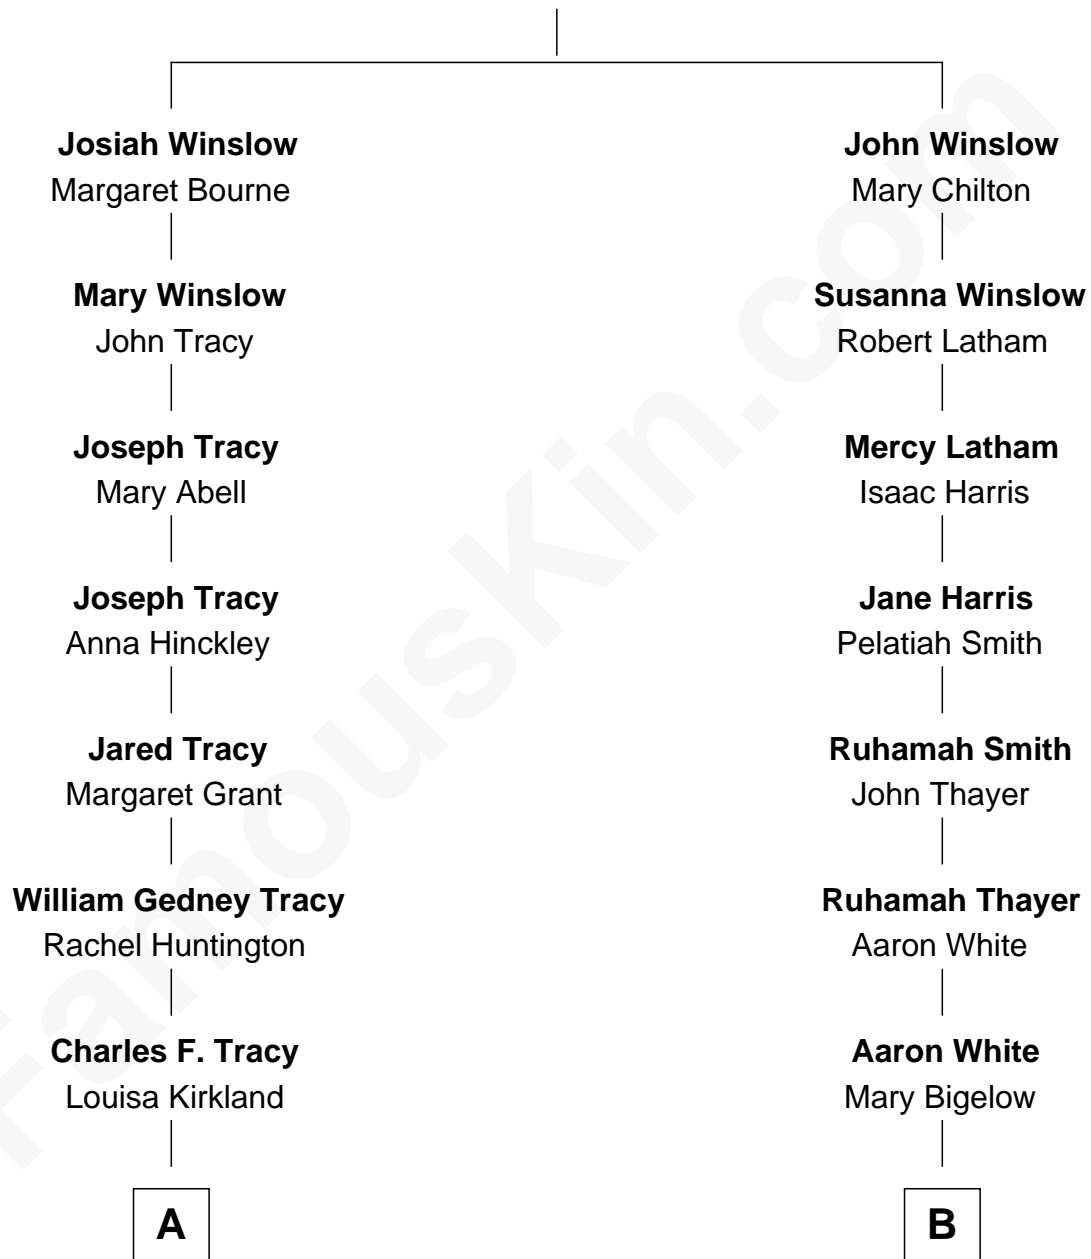 Josiah Winslow
Margaret Bourne
Mary Winslow
John Tracy
Joseph Tracy
Mary Abell
Joseph Tracy
Anna Hinckley
Jared Tracy
Margaret Grant
William Gedney Tracy
Rachel Huntington
Charles F. Tracy
Louisa Kirkland
A
John Winslow
Mary Chilton
Susanna Winslow
Robert Latham
Mercy Latham
Isaac Harris
Jane Harris
Pelatiah Smith
Ruhamah Smith
John Thayer
Ruhamah Thayer
Aaron White
Aaron White
Mary Bigelow
B
FamousKin.com